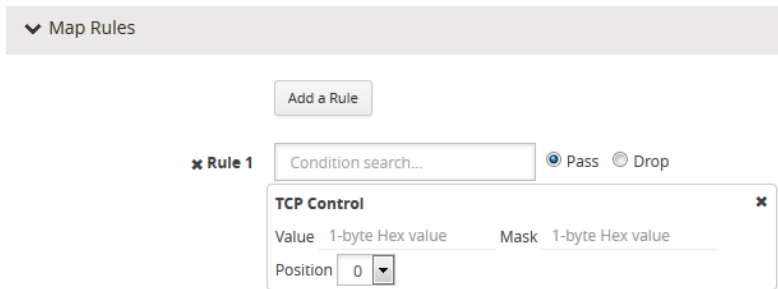 Map Rules
Add a Rule
Rule 1 Condition search... Pass Drop
TCP Control
Value 1-byte Hex value Mask 1-byte Hex value
Position 0